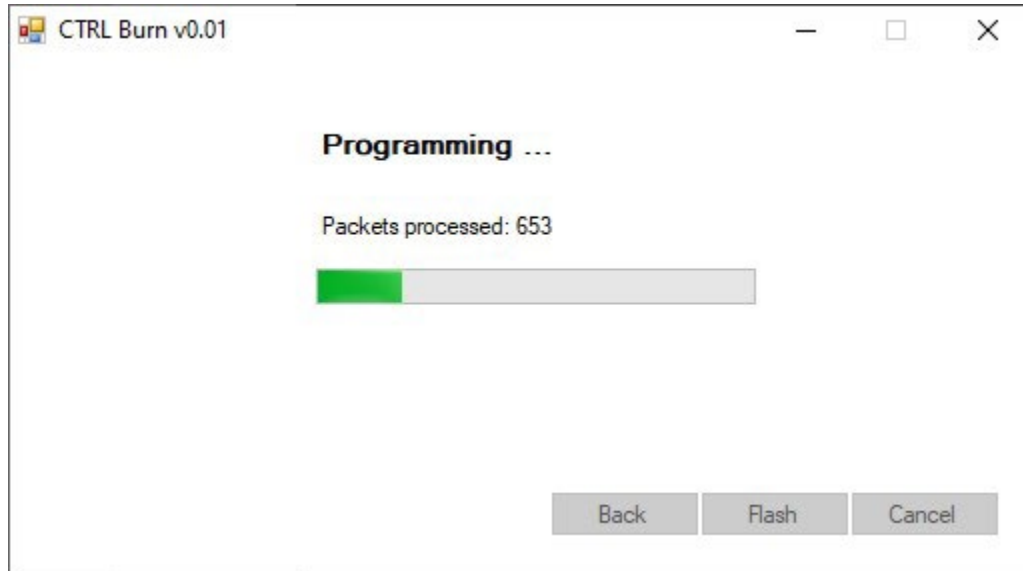 CTRL Burn v0.01
Programming ...
Packets processed: 653
Back Flash Cancel